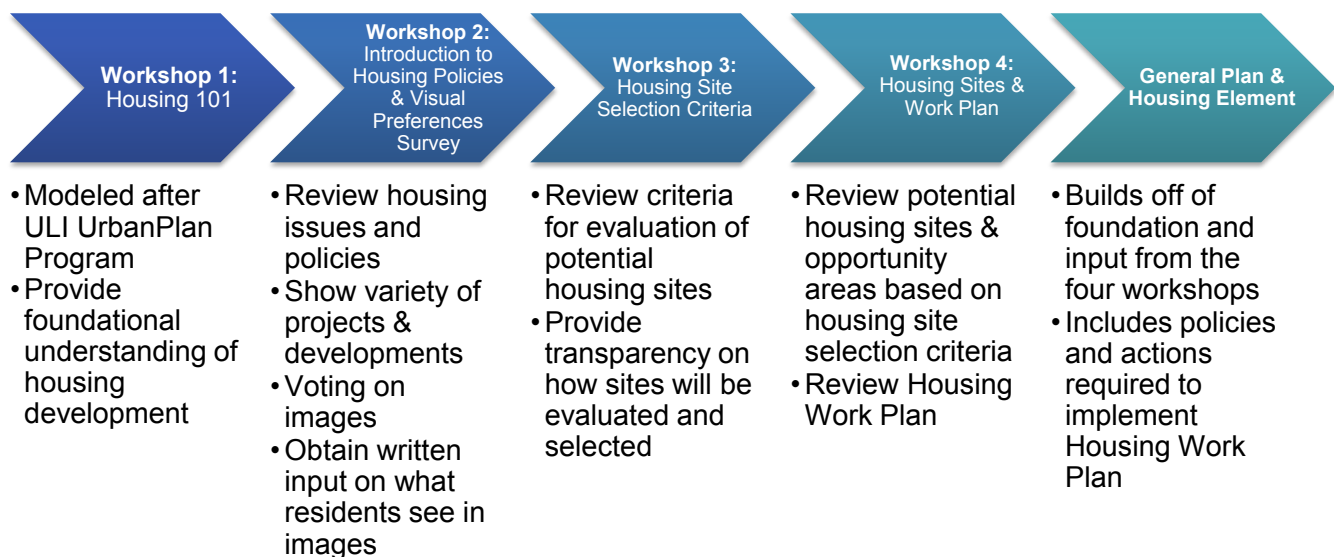 Workshop 1:
Housing 101
• Modeled after
ULI UrbanPlan
Program
• Provide
foundational
understanding of
housing
development
Workshop 2:
Introduction to
Housing Policies
& Visual
Preferences
Survey
• Review housing
issues and
policies
• Show variety of
projects &
developments
• Voting on
images
• Obtain written
input on what
residents see in
images
Workshop 3:
Housing Site
Selection Criteria
• Review criteria
for evaluation of
potential
housing sites
• Provide
transparency on
how sites will be
evaluated and
selected
Workshop 4:
Housing Sites &
Work Plan
• Review potential
housing sites &
opportunity
areas based on
housing site
selection criteria
• Review Housing
Work Plan
General Plan &
Housing Element
• Builds off of
foundation and
input from the
four workshops
• Includes policies
and actions
required to
implement
Housing Work
Plan